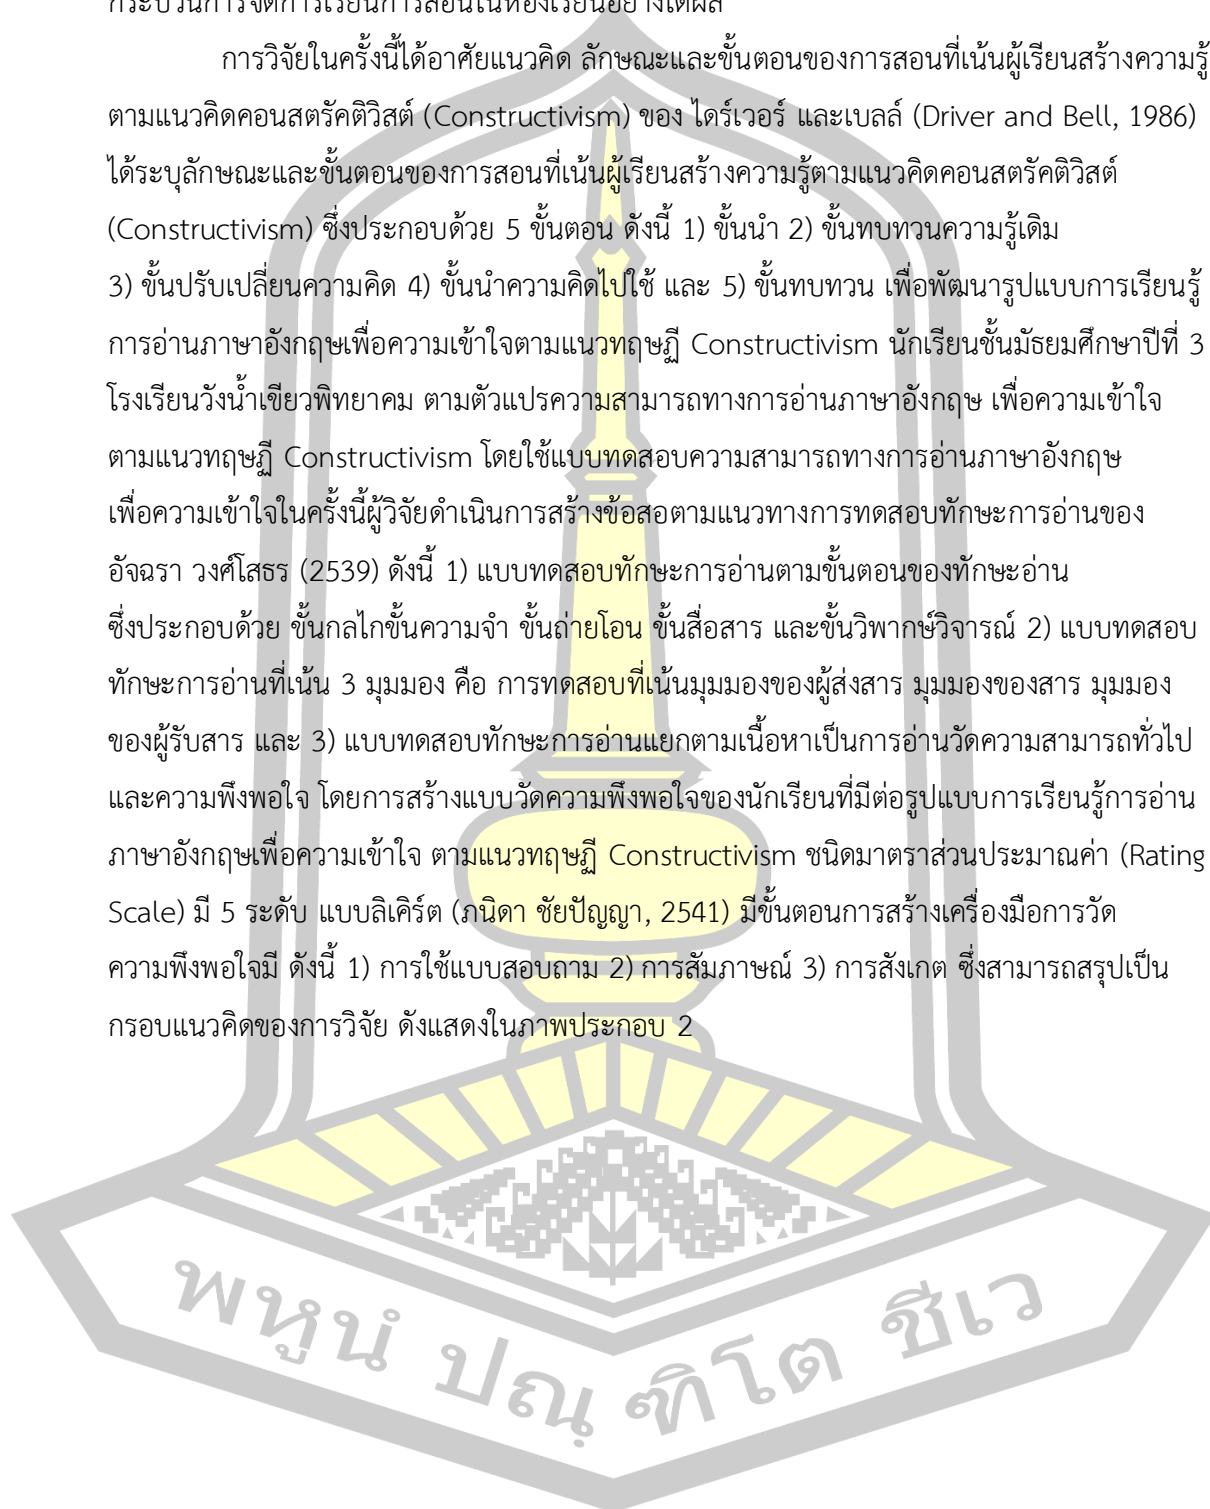 กระบวนการจัดการเรียนการสอนในห้องเรียนอย่างได้ผล
การวิจัยในครั้งนี้ได้อาศัยแนวคิด ลักษณะและขั้นตอนของการสอนที่เน้นผู้เรียนสร้างความรู้
ตามแนวคิดคอนสตรัคติวิสต์ (Constructivism) ของ ไดร์เวอร์ และเบลล์ (Driver and Bell, 1986)
ได้ระบุลักษณะและขั้นตอนของการสอนที่เน้นผู้เรียนสร้างความรู้ตามแนวคิดคอนสตรัคติวิสต์
(Constructivism) ซึ่งประกอบด้วย 5 ขั้นตอน ดังนี้ 1) ขั้นนำ 2) ขั้นทบทวนความรู้เดิม
3) ขั้นปรับเปลี่ยนความคิด 4) ขั้นนำความคิดไปใช้ และ 5) ขั้นทบทวน เพื่อพัฒนารูปแบบการเรียนรู้
การอ่านภาษาอังกฤษเพื่อความเข้าใจตามแนวทฤษฎี Constructivism นักเรียนชั้นมัธยมศึกษาปีที่ 3
โรงเรียนวังน้ำเขียวพิทยาคม ตามตัวแปรความสามารถทางการอ่านภาษาอังกฤษ เพื่อความเข้าใจ
ตามแนวทฤษฎี Constructivism โดยใช้แบบทดสอบความสามารถทางการอ่านภาษาอังกฤษ
เพื่อความเข้าใจในครั้งนี้ผู้วิจัยดำเนินการสร้างข้อสอตามแนวทางการทดสอบทักษะการอ่านของ
อัจฉรา วงศ์โสธร (2539) ดังนี้ 1) แบบทดสอบทักษะการอ่านตามขั้นตอนของทักษะอ่าน
ซึ่งประกอบด้วย ขั้นกลไกขั้นความจำ ขั้นถ่ายโอน ขั้นสื่อสาร และขั้นวิพากษ์วิจารณ์ 2) แบบทดสอบ
ทักษะการอ่านที่เน้น 3 มุมมอง คือ การทดสอบที่เน้นมุมมองของผู้ส่งสาร มุมมองของสาร มุมมอง
ของผู้รับสาร และ 3) แบบทดสอบทักษะการอ่านแยกตามเนื้อหาเป็นการอ่านวัดความสามารถทั่วไป
และความพึงพอใจ โดยการสร้างแบบวัดความพึงพอใจของนักเรียนที่มีต่อรูปแบบการเรียนรู้การอ่าน
ภาษาอังกฤษเพื่อความเข้าใจ ตามแนวทฤษฎี Constructivism ชนิดมาตราส่วนประมาณค่า (Rating
Scale) มี 5 ระดับ แบบลิเคิร์ต (ภนิดา ชัยปัญญา, 2541) มีขั้นตอนการสร้างเครื่องมือการวัด
ความพึงพอใจมี ดังนี้ 1) การใช้แบบสอบถาม 2) การสัมภาษณ์ 3) การสังเกต ซึ่งสามารถสรุปเป็น
กรอบแนวคิดของการวิจัย ดังแสดงในภาพประกอบ 2
พหูนํ ปณฺฑิโต ชีเว